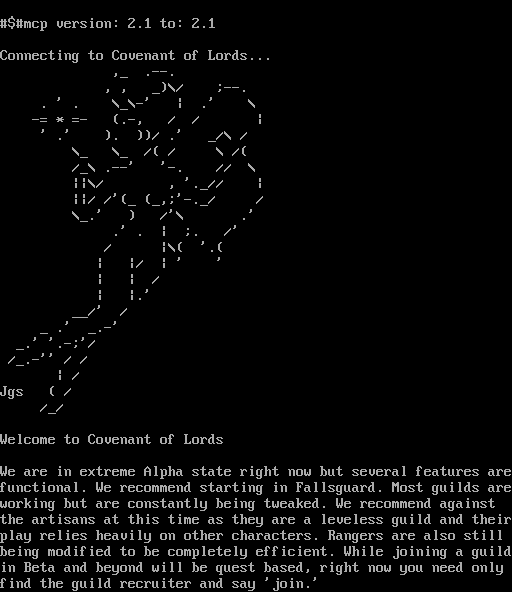 #$#mcp version: 2.1 to: 2.1
Connecting to Covenant of Lords...
Jgs
Welcome to Covenant of Lords
We are in extreme Alpha state right now but several features are
functional. We recommend starting in Fallsguard. Most guilds are
working but are constantly being tweaked. We recommend against
the artisans at this time as they are a leveless guild and their
play relies heavily on other characters. Rangers are also still
being modified to be completely efficient. While joining a guild
in Beta and beyond will be quest based, right now you need only
find the guild recruiter and say 'join.'